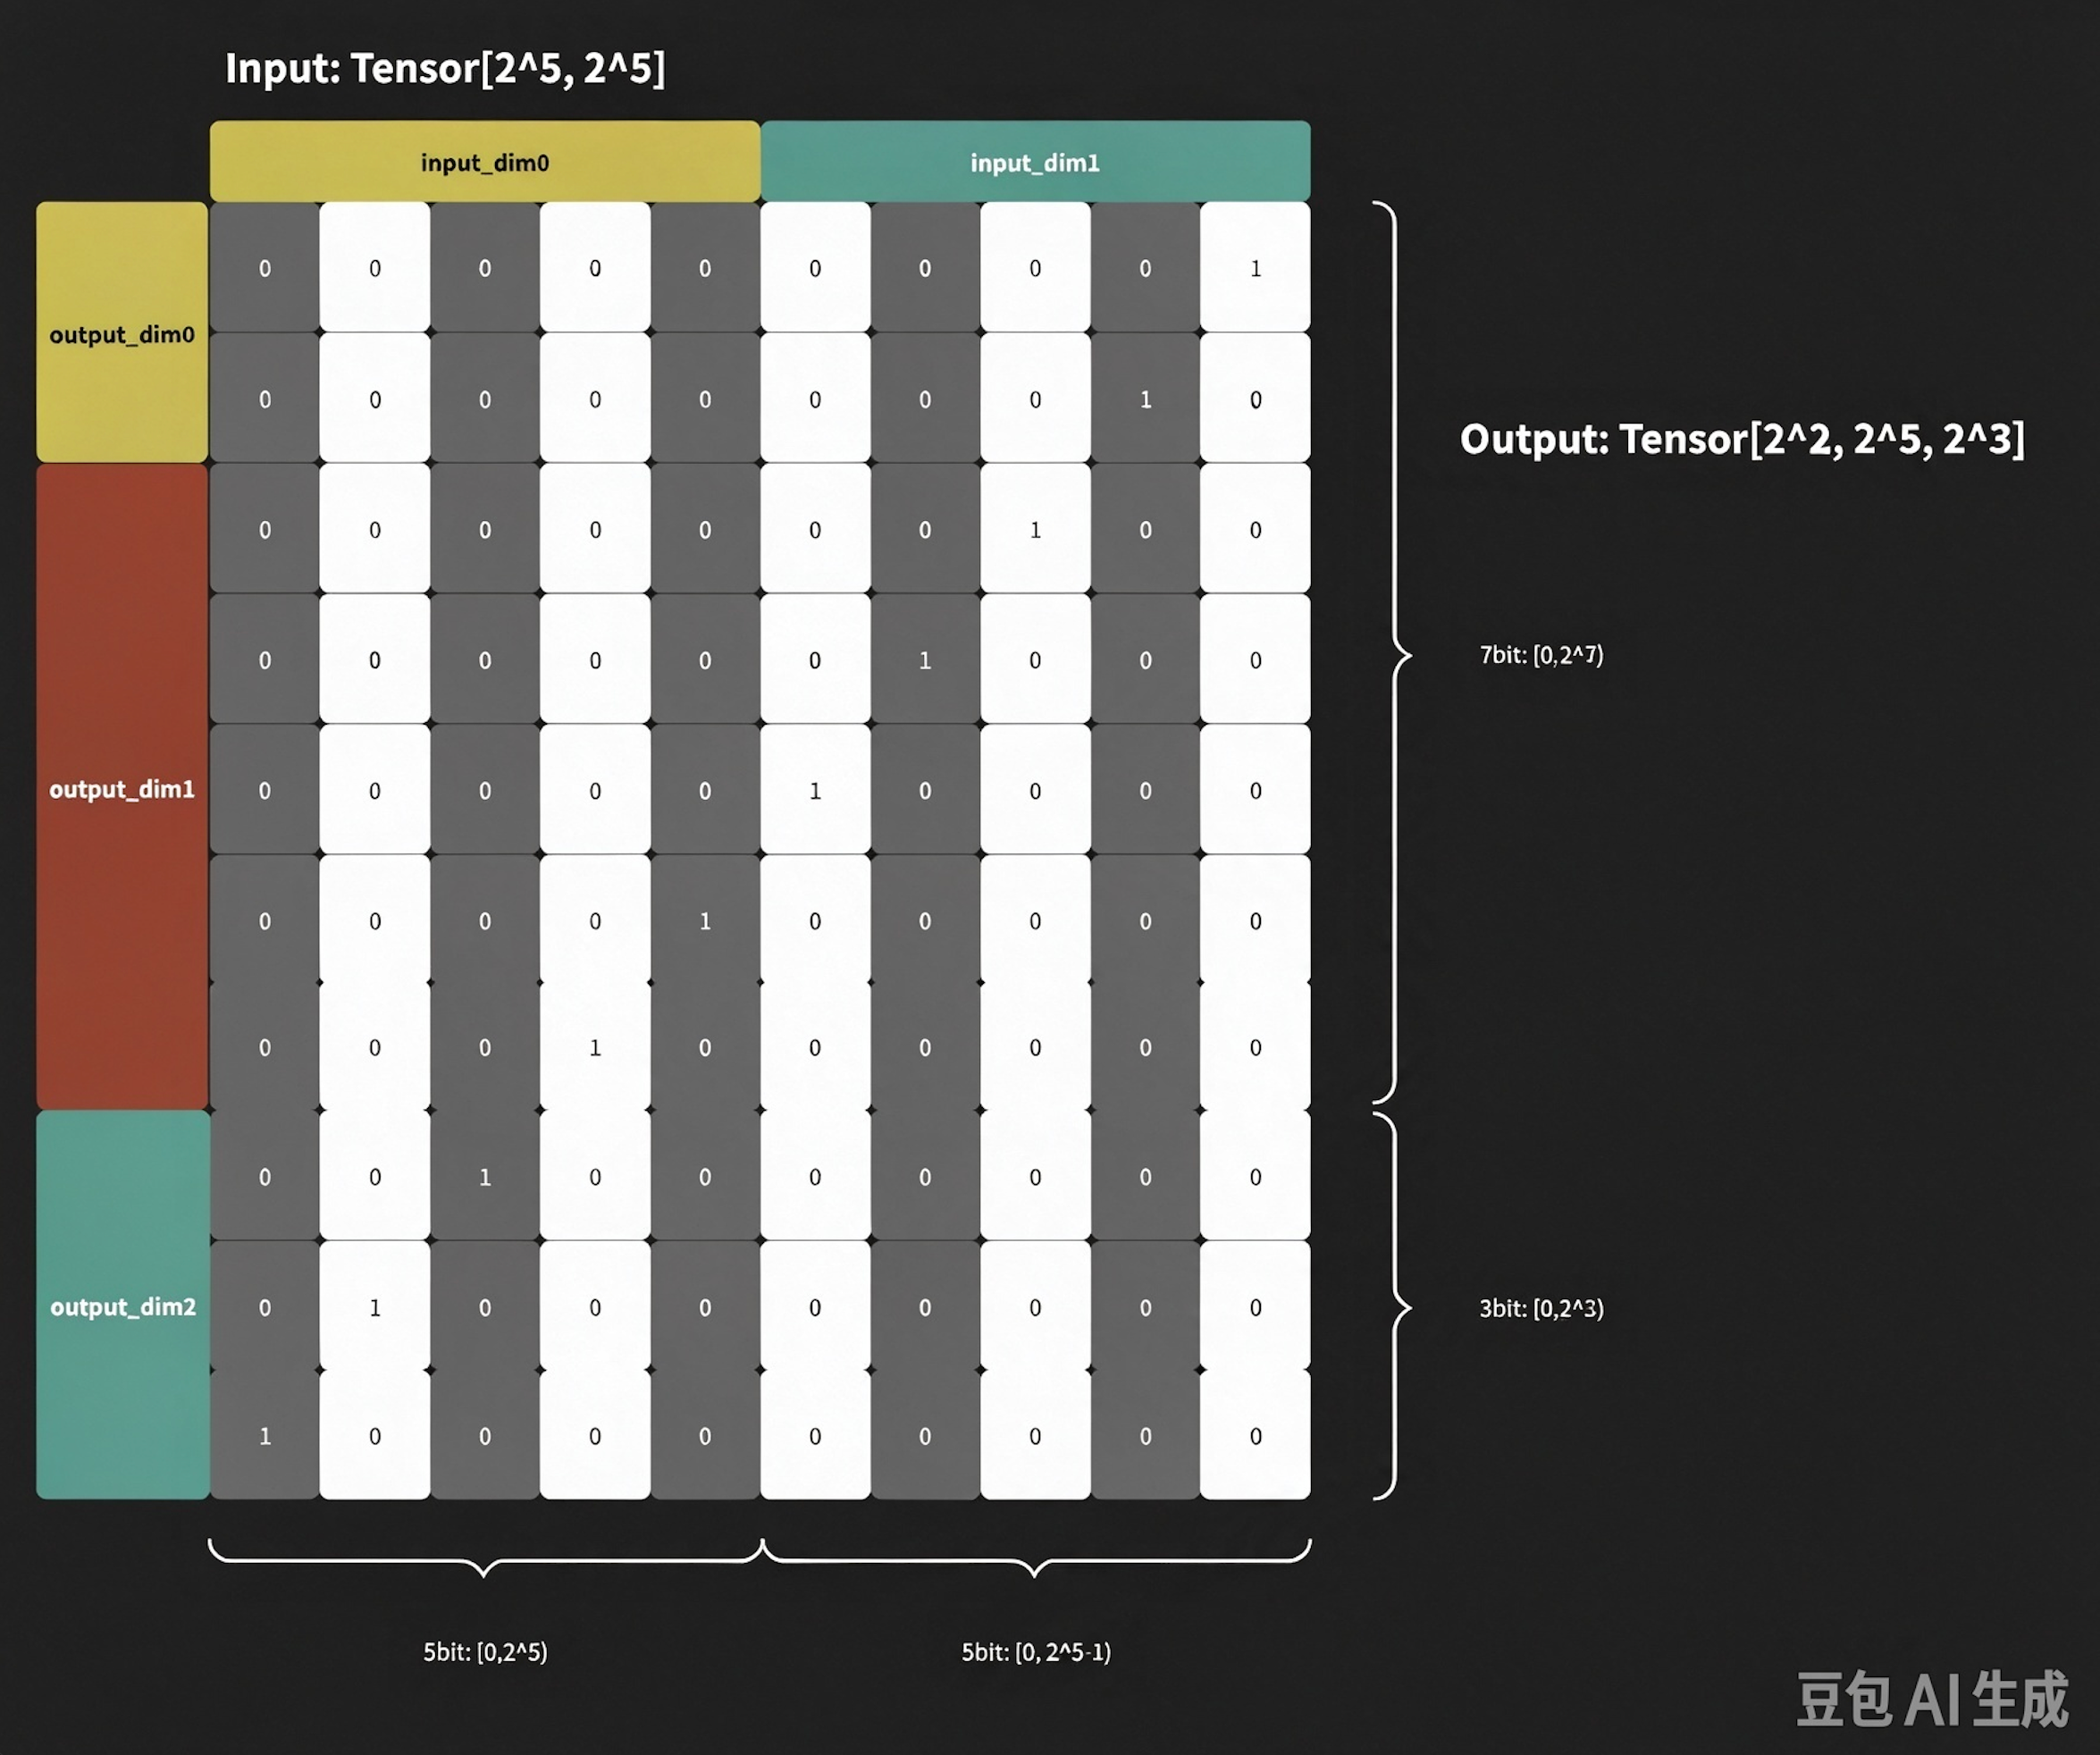 Input: Tensor[2^5, 2^5]
input_dim0 input_dim1
output_dim0
0 0 0 0 0 0 0 0 0 1
0 0 0 0 0 0 0 0 1 0
Output: Tensor[2^2, 2^5, 2^3]
output_dim1
0 0 0 0 0 0 0 1 0 0
0 0 0 0 0 0 1 0 0 0
7bit: [0,2^7)
0 0 0 0 0 1 0 0 0 0
0 0 0 0 1 0 0 0 0 0
0 0 0 1 0 0 0 0 0 0
output_dim2
0 0 1 0 0 0 0 0 0 0
0 1 0 0 0 0 0 0 0 0
3bit: [0,2^3)
1 0 0 0 0 0 0 0 0 0
5bit: [0,2^5) 5bit: [0, 2^5-1)
豆包 AI 生成